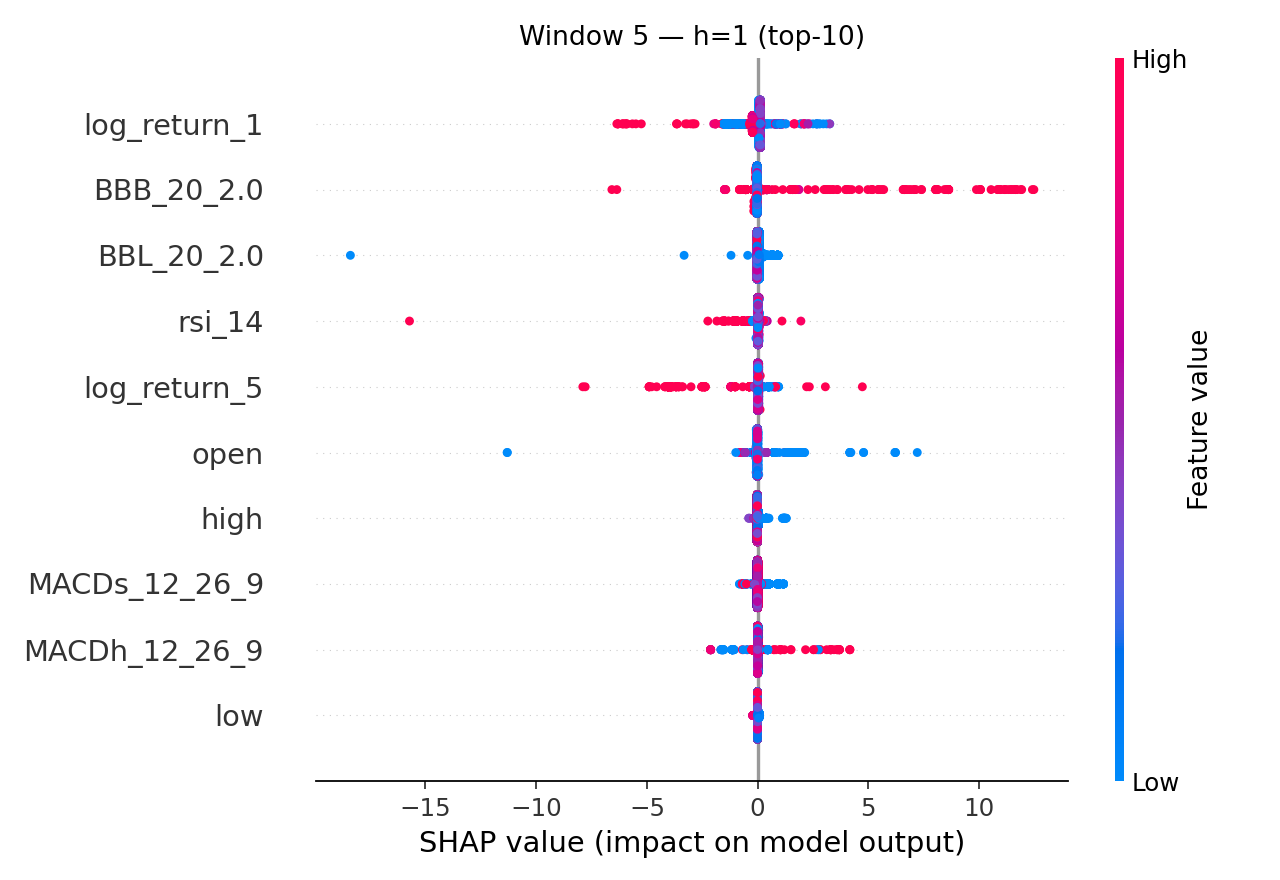 Window 5 — h=1 (top-10)
High
log_return_1
BBB_20_2.0
BBL_20_2.0
rsi_14
log_return_5
open
high
MACDs_12_26_9
MACDh_12_26_9
low
Feature value
Low
−15 −10 −5 0 5 10
SHAP value (impact on model output)